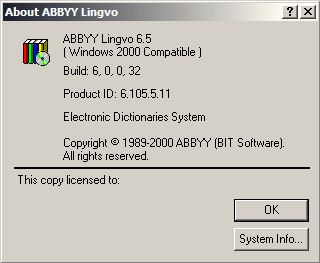 About ABBYY Lingvo
ABBYY Lingvo 6.5
( Windows 2000 Compatible )
Build: 6, 0, 0, 32
Product ID: 6.105.5.11
Electronic Dictionaries System
Copyright © 1989-2000 ABBYY (BIT Software).
All rights reserved.
This copy licensed to:
OK
System Info...